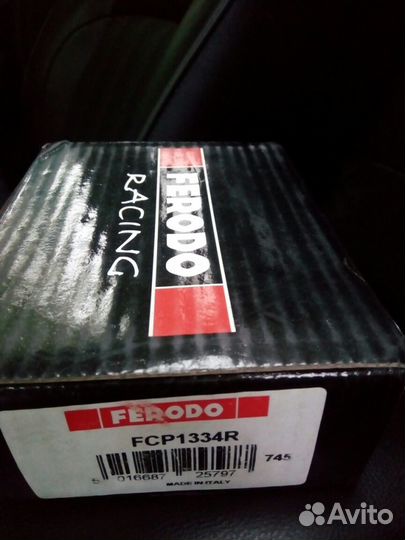 FERODO
RACING
FERODO
FCP1334R
745
5 016687 25797
MADE IN ITALY
Avito